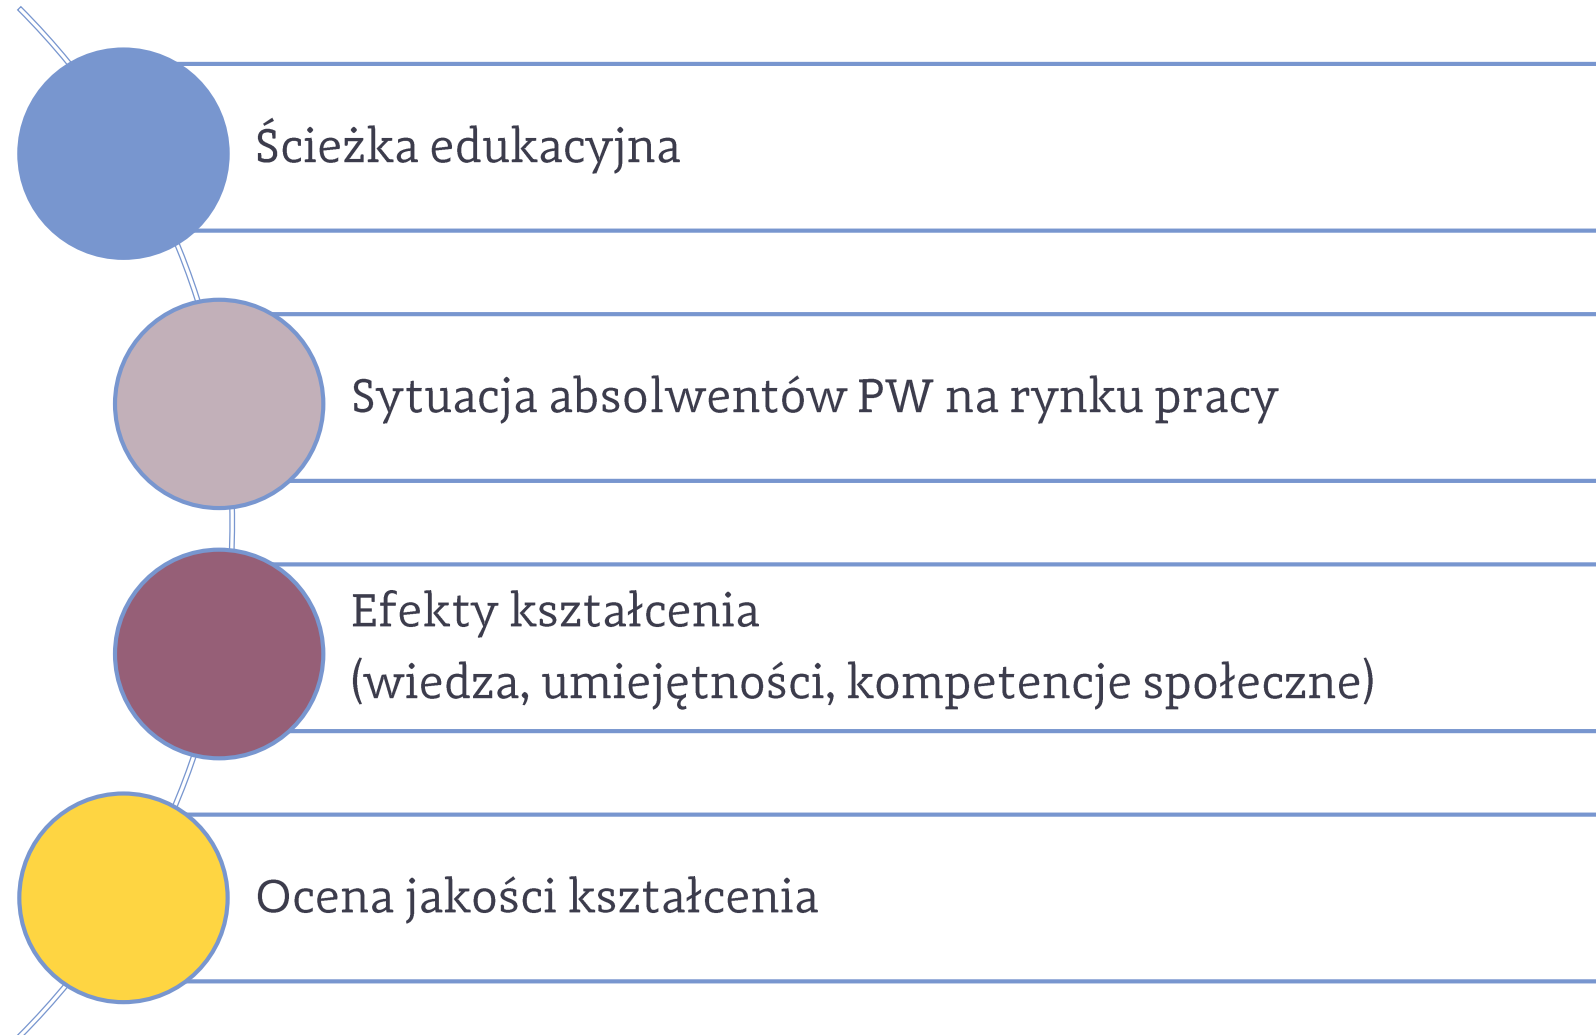 Ścieżka edukacyjna
Sytuacja absolwentów PW na rynku pracy
Efekty kształcenia
(wiedza, umiejętności, kompetencje społeczne)
Ocena jakości kształcenia